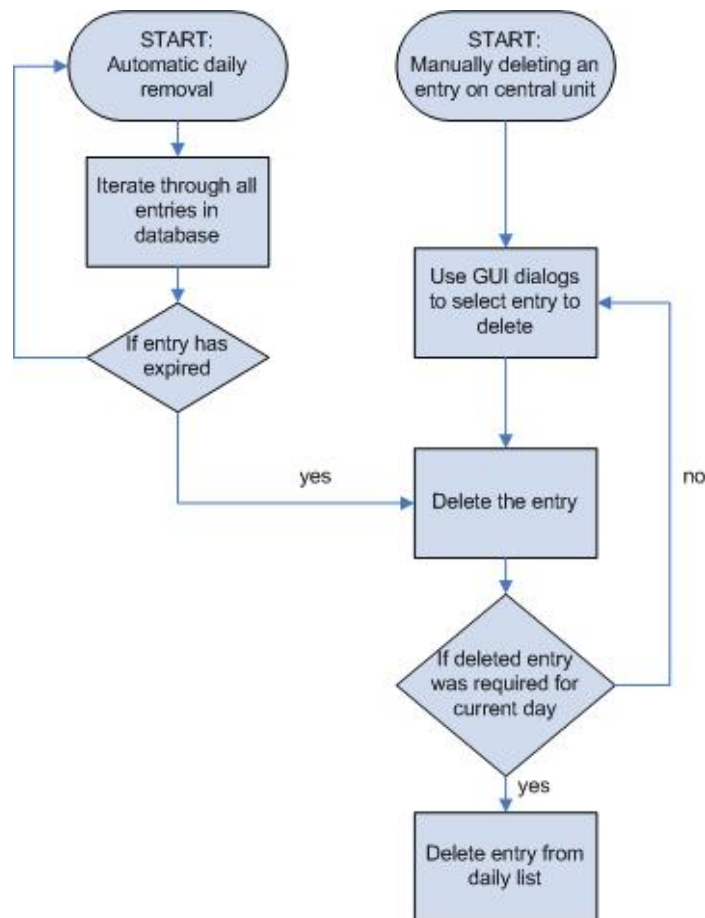 START:
Automatic daily
removal
START:
Manually deleting an
entry on central unit
Iterate through all
entries in
database
Use GUI dialogs
to select entry to
delete
If entry has
expired
yes
Delete the entry
no
If deleted entry
was required for
current day
yes
Delete entry from
daily list